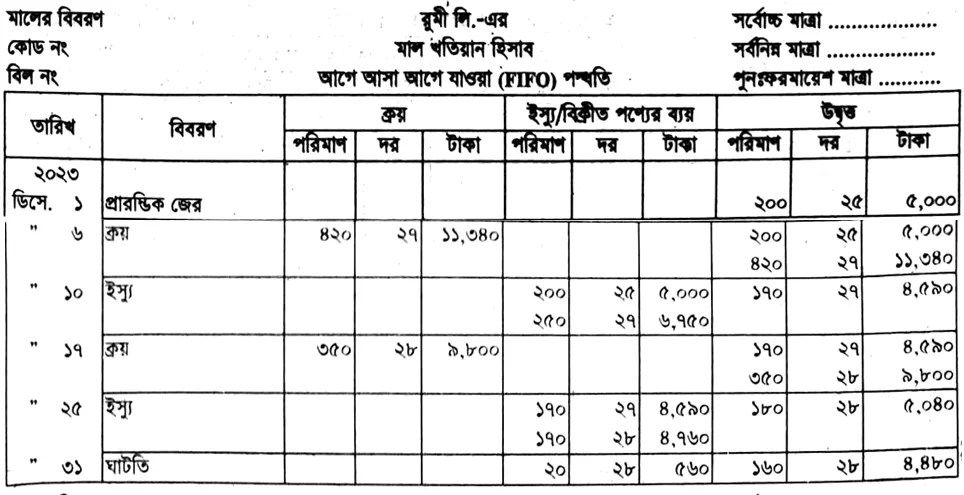 মালের বিবরণ রুমী লি.-এর সর্বোচ্চ মাত্রা ....................
কোড নং মাল খতিয়ান হিসাব সর্বনিম্ন মাত্রা ....................
বিল নং আগে আসা আগে যাওয়া (FIFO) পদ্ধতি পুনঃফরমায়েশ মাত্রা ............
তারিখ বিবরণ ক্রয় ইস্যু/বিক্রীত পণ্যের ব্যয় উদ্বৃত্ত
পরিমাণ দর টাকা পরিমাণ দর টাকা পরিমাণ দর টাকা
২০২৩
ডিসে. ১ প্রারম্ভিক জের ২০০ ২৫ ৫,০০০
" ৬ ক্রয় ৪২০ ২৭ ১১,৩৪০ ২০০ ২৫ ৫,০০০
৪২০ ২৭ ১১,৩৪০
" ১০ ইস্যু ২০০ ২৫ ৫,০০০ ১৭০ ২৭ ৪,৫৯০
২৫০ ২৭ ৬,৭৫০
" ১৭ ক্রয় ৩৫০ ২৮ ৯,৮০০ ১৭০ ২৭ ৪,৫৯০
৩৫০ ২৮ ৯,৮০০
" ২৫ ইস্যু ১৭০ ২৭ ৪,৫৯০ ১৮০ ২৮ ৫,০৪০
১৭০ ২৮ ৪,৭৬০
" ৩১ ঘাটতি ২০ ২৮ ৫৬০ ১৬০ ২৮ ৪,৪৮০